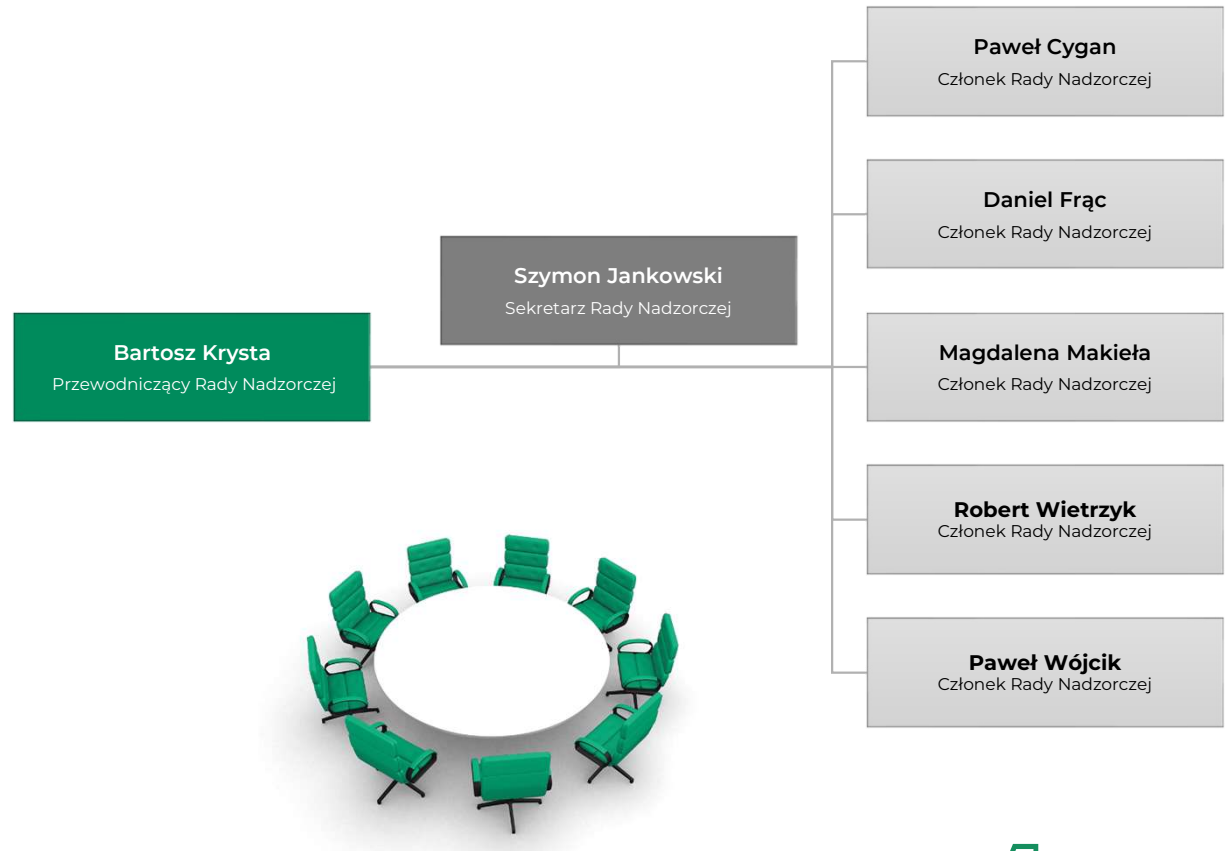 Paweł Cygan
Członek Rady Nadzorczej
Daniel Frąc
Członek Rady Nadzorczej
Szymon Jankowski
Sekretarz Rady Nadzorczej
Bartosz Krysta
Przewodniczący Rady Nadzorczej
Magdalena Makieła
Członek Rady Nadzorczej
Robert Wietrzyk
Członek Rady Nadzorczej
Paweł Wójcik
Członek Rady Nadzorczej